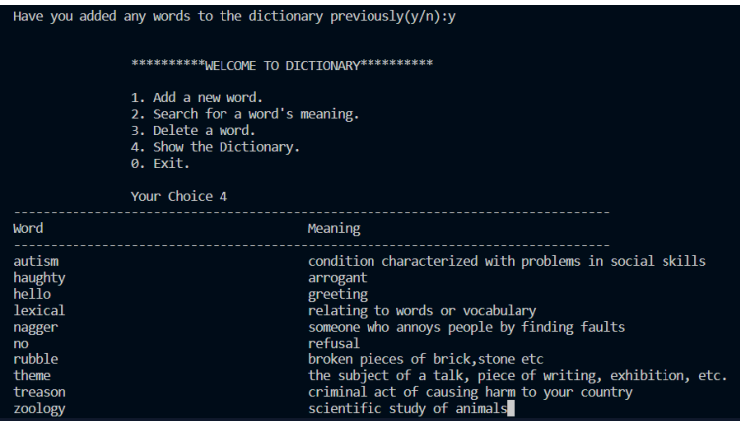 Have you added any words to the dictionary previously(y/n):y
**********WELCOME TO DICTIONARY**********
1. Add a new word.
2. Search for a word's meaning.
3. Delete a word.
4. Show the Dictionary.
0. Exit.
Your Choice 4
--------------------------------------------------------------------------------
Word Meaning
--------------------------------------------------------------------------------
autism condition characterized with problems in social skills
haughty arrogant
hello greeting
lexical relating to words or vocabulary
nagger someone who annoys people by finding faults
no refusal
rubble broken pieces of brick,stone etc
theme the subject of a talk, piece of writing, exhibition, etc.
treason criminal act of causing harm to your country
zoology scientific study of animals